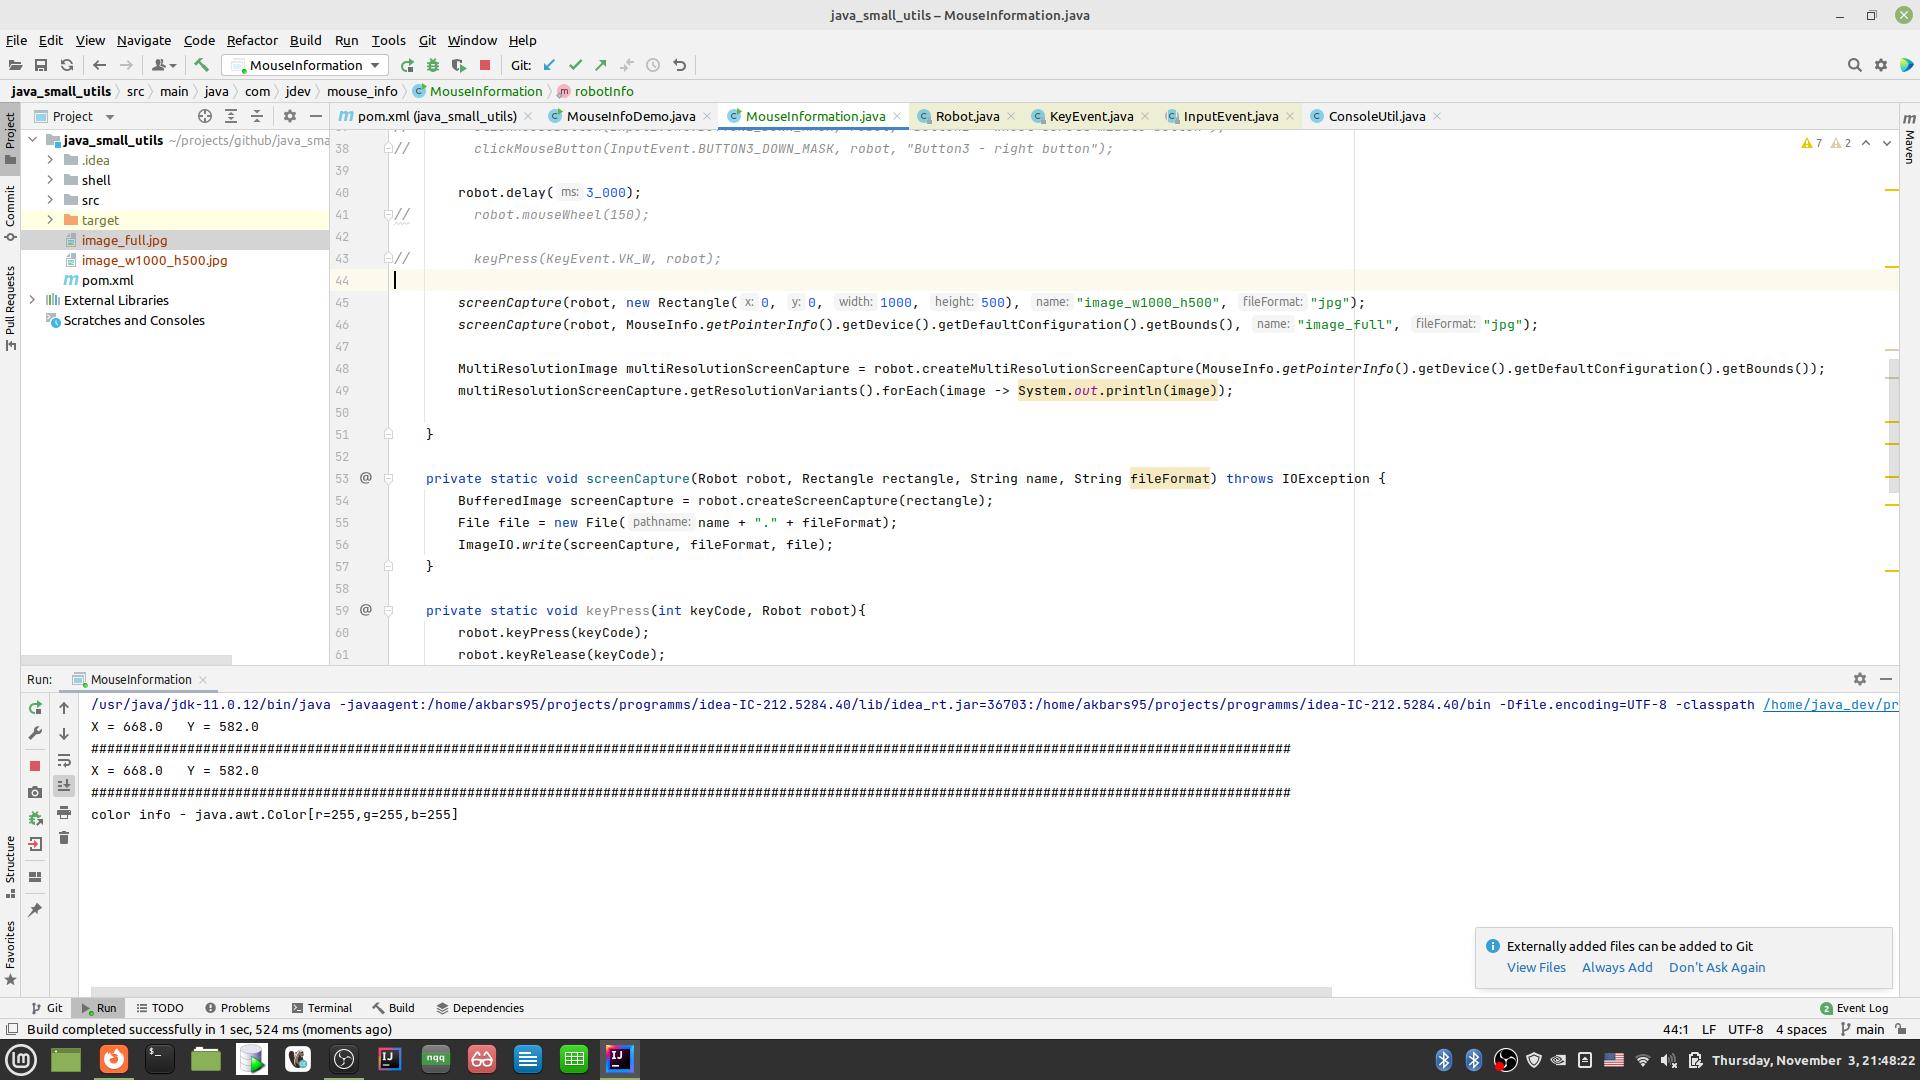 java_small_utils – MouseInformation.java
File Edit View Navigate Code Refactor Build Run Tools Git Window Help
MouseInformation Git:
java_small_utils src main java com jdev mouse_info MouseInformation robotInfo
Project pom.xml (java_small_utils) MouseInfoDemo.java MouseInformation.java Robot.java KeyEvent.java InputEvent.java ConsoleUtil.java
java_small_utils ~/projects/github/java_sma
.idea
shell
src
target
image_full.jpg
image_w1000_h500.jpg
pom.xml
External Libraries
Scratches and Consoles
Project
Commit
Pull Requests
Structure
Favorites
Maven
7 2
38 // clickMouseButton(InputEvent.BUTTON3_DOWN_MASK, robot, "Button3 - right button");
39
40 robot.delay( ms: 3_000);
41 // robot.mouseWheel(150);
42
43 // keyPress(KeyEvent.VK_W, robot);
44
45 screenCapture(robot, new Rectangle( x: 0, y: 0, width: 1000, height: 500), name: "image_w1000_h500", fileFormat: "jpg");
46 screenCapture(robot, MouseInfo.getPointerInfo().getDevice().getDefaultConfiguration().getBounds(), name: "image_full", fileFormat: "jpg");
47
48 MultiResolutionImage multiResolutionScreenCapture = robot.createMultiResolutionScreenCapture(MouseInfo.getPointerInfo().getDevice().getDefaultConfiguration().getBounds());
49 multiResolutionScreenCapture.getResolutionVariants().forEach(image -> System.out.println(image));
50
51 }
52
53 @ private static void screenCapture(Robot robot, Rectangle rectangle, String name, String fileFormat) throws IOException {
54 BufferedImage screenCapture = robot.createScreenCapture(rectangle);
55 File file = new File( pathname: name + "." + fileFormat);
56 ImageIO.write(screenCapture, fileFormat, file);
57 }
58
59 @ private static void keyPress(int keyCode, Robot robot){
60 robot.keyPress(keyCode);
61 robot.keyRelease(keyCode);
Run: MouseInformation
/usr/java/jdk-11.0.12/bin/java -javaagent:/home/akbars95/projects/programms/idea-IC-212.5284.40/lib/idea_rt.jar=36703:/home/akbars95/projects/programms/idea-IC-212.5284.40/bin -Dfile.encoding=UTF-8 -classpath /home/java_dev/pr
X = 668.0 Y = 582.0
######################################################################################################################################################
X = 668.0 Y = 582.0
######################################################################################################################################################
color info - java.awt.Color[r=255,g=255,b=255]
Externally added files can be added to Git
View Files Always Add Don't Ask Again
Git Run TODO Problems Terminal Build Dependencies 2 Event Log
Build completed successfully in 1 sec, 524 ms (moments ago) 44:1 LF UTF-8 4 spaces main
nqq IJ Thursday, November 3, 21:48:22